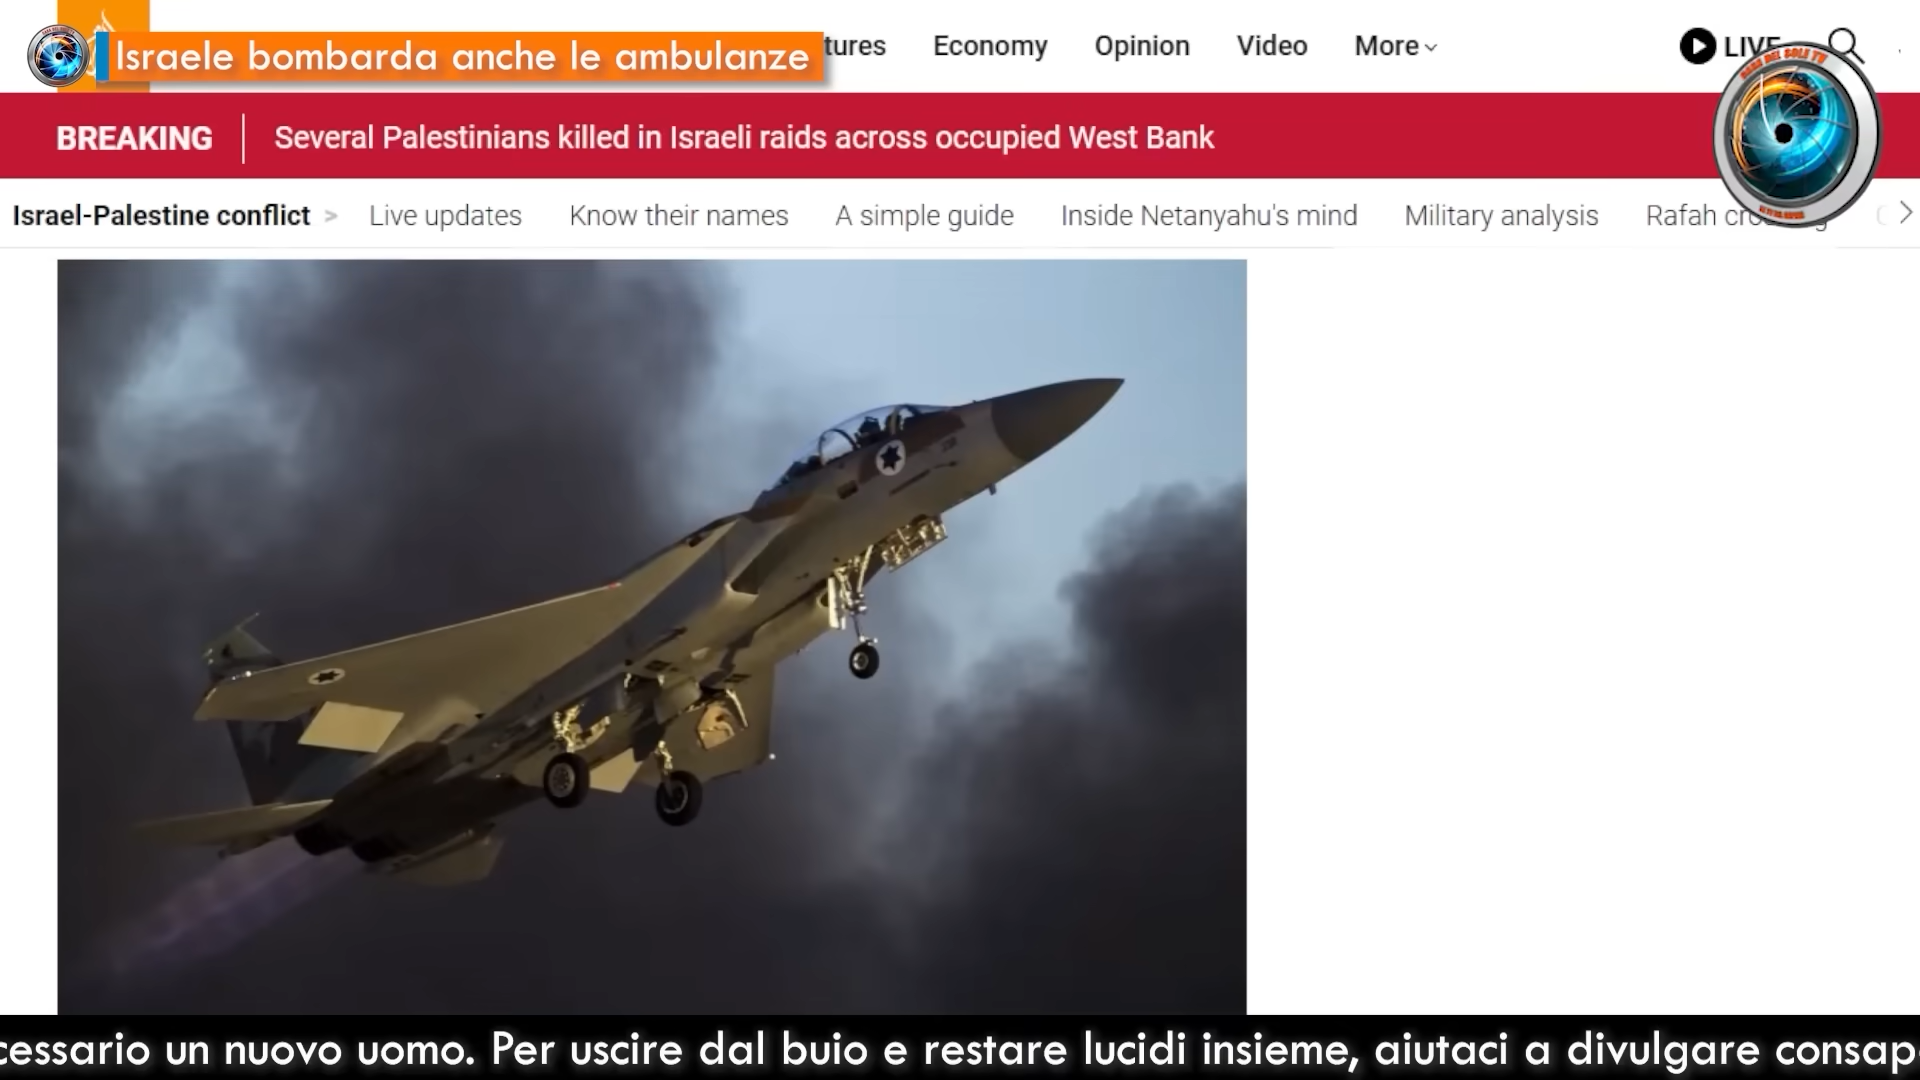 Israele bombarda anche le ambulanze
tures Economy Opinion Video More LIVE
BREAKING Several Palestinians killed in Israeli raids across occupied West Bank
Israel-Palestine conflict > Live updates Know their names A simple guide Inside Netanyahu's mind Military analysis Rafah
cessario un nuovo uomo. Per uscire dal buio e restare lucidi insieme, aiutaci a divulgare consap